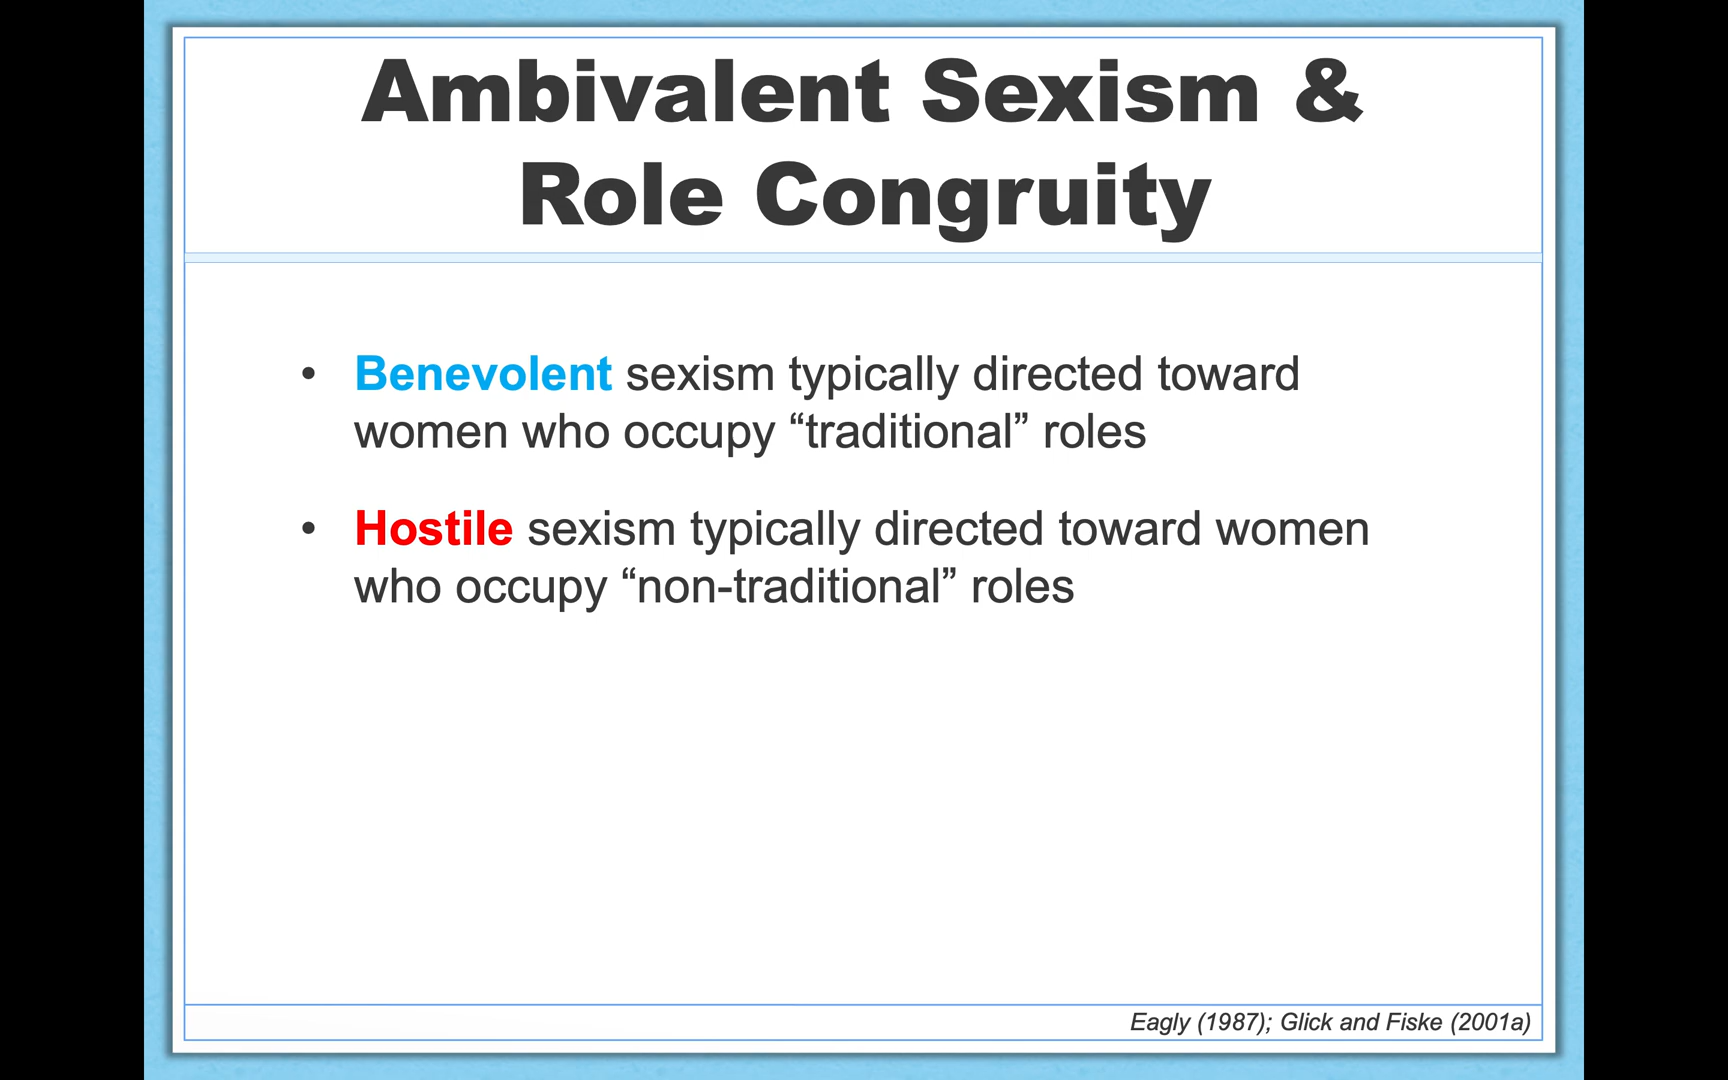 Ambivalent Sexism &
Role Congruity
• Benevolent sexism typically directed toward
women who occupy “traditional” roles
• Hostile sexism typically directed toward women
who occupy “non-traditional” roles
Eagly (1987); Glick and Fiske (2001a)